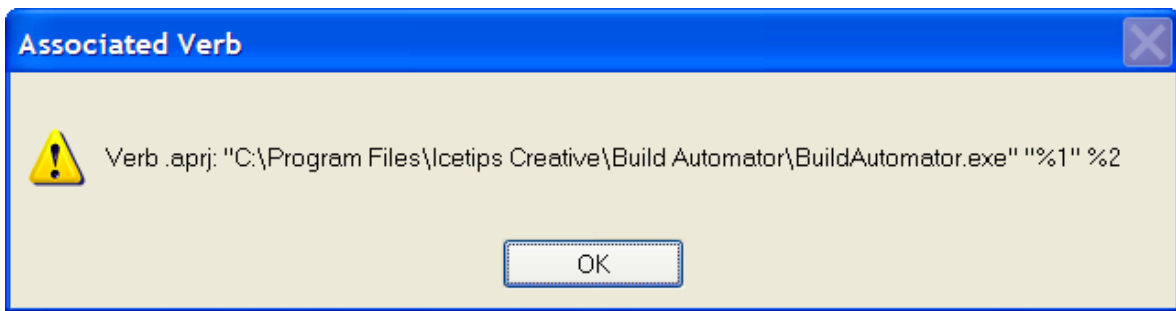 Associated Verb
Verb .aprj: "C:\Program Files\Icetips Creative\Build Automator\BuildAutomator.exe" "%1" %2
OK